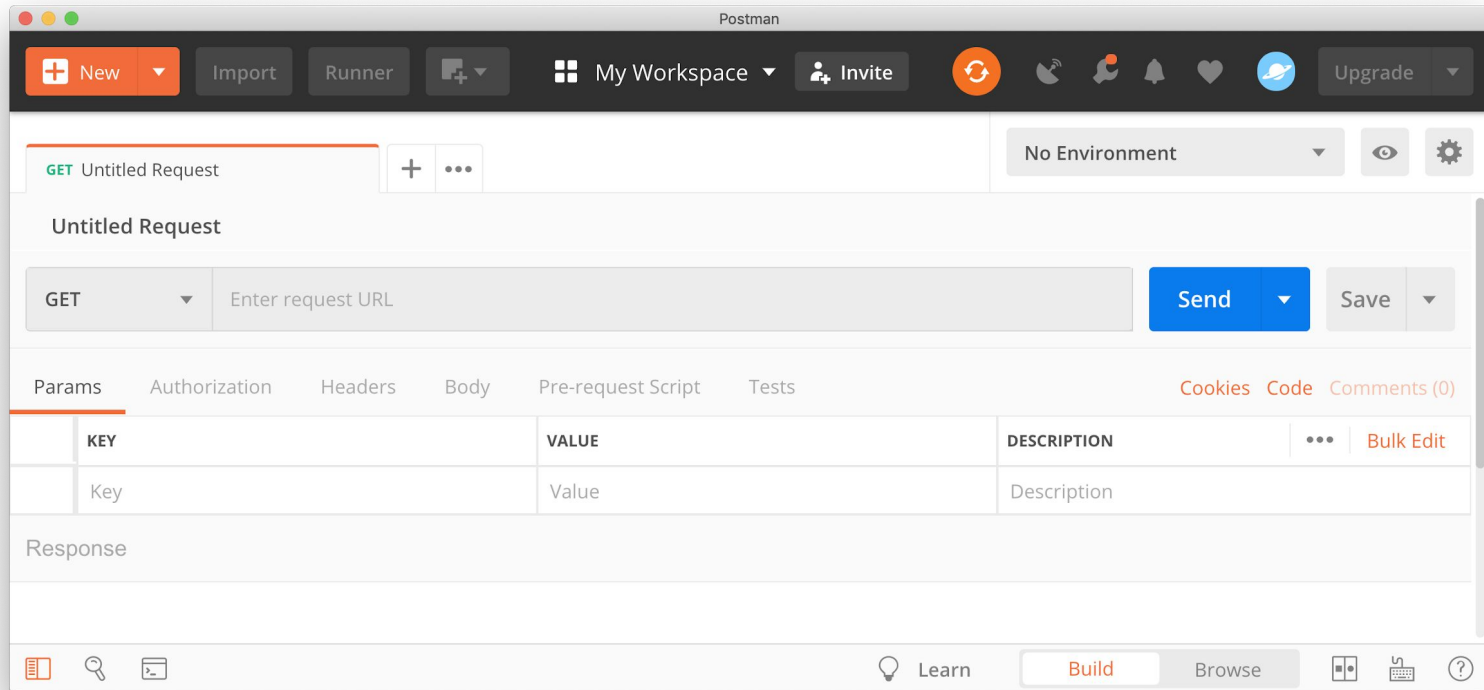 Postman
New Import Runner My Workspace Invite Upgrade
GET Untitled Request
No Environment
Untitled Request
GET Enter request URL Send Save
Params Authorization Headers Body Pre-request Script Tests Cookies Code Comments (0)
KEY VALUE DESCRIPTION Bulk Edit
Key Value Description
Response
Learn Build Browse